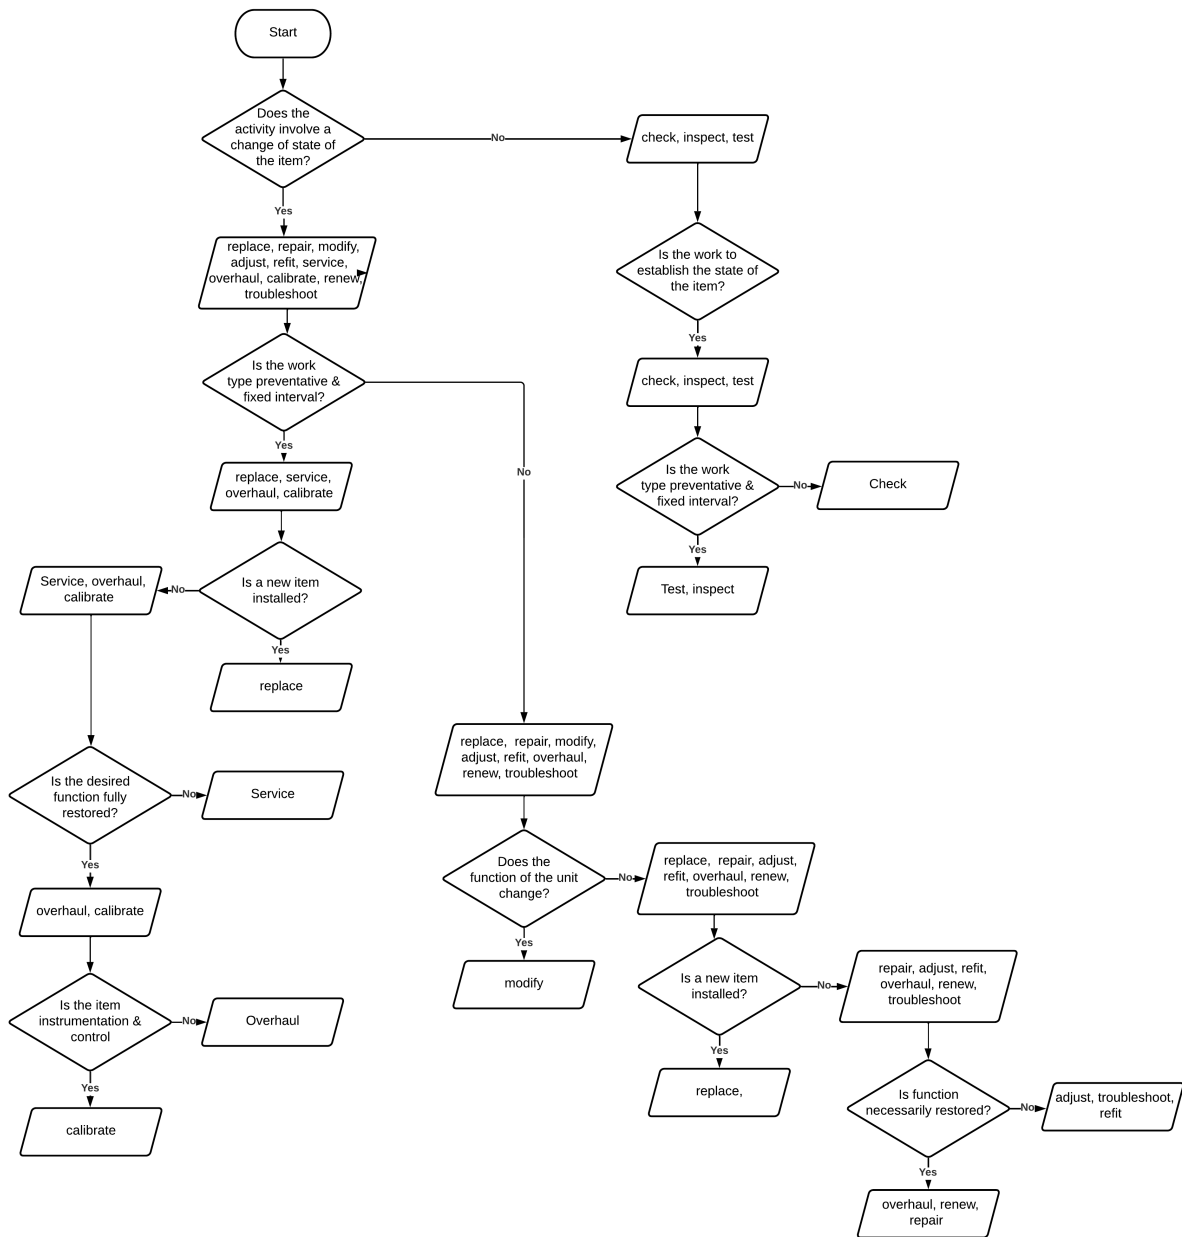 Start
Does the
activity involve a
change of state of
the item?
No
check, inspect, test
Yes
replace, repair, modify,
adjust, refit, service,
overhaul, calibrate, renew,
troubleshoot
Is the work to
establish the state of
the item?
Yes
Is the work
type preventative &
fixed interval?
No
Yes
check, inspect, test
replace, service,
overhaul, calibrate
Is the work
type preventative &
fixed interval?
No
Check
Yes
Test, inspect
Is a new item
installed?
No
Service, overhaul,
calibrate
Yes
replace
Is the desired
function fully
restored?
No
Service
Yes
overhaul, calibrate
Is the item
instrumentation &
control
No
Overhaul
Yes
calibrate
replace,  repair, modify,
adjust, refit, overhaul,
renew, troubleshoot
Does the
function of the unit
change?
No
Yes
modify
replace,  repair, adjust,
refit, overhaul, renew,
troubleshoot
Is a new item
installed?
No
Yes
replace,
repair, adjust, refit,
overhaul, renew,
troubleshoot
Is function
necessarily restored?
No
adjust, troubleshoot,
refit
Yes
overhaul, renew,
repair